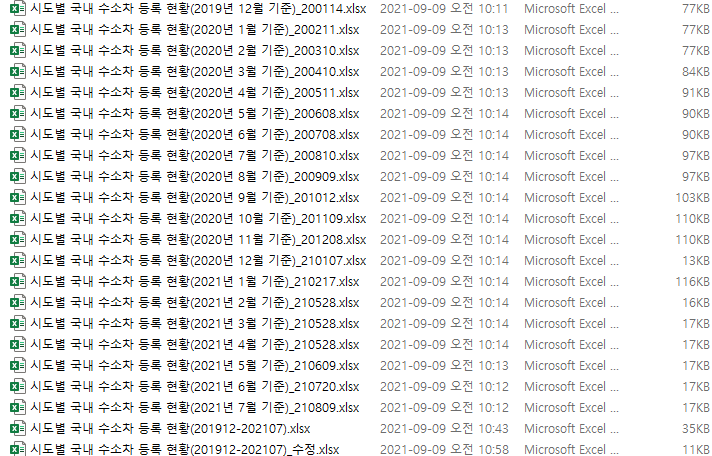 시도별 국내 수소차 등록 현황(2019년 12월 기준)_200114.xlsx 2021-09-09 오전 10:11 Microsoft Excel ... 77KB
시도별 국내 수소차 등록 현황(2020년 1월 기준)_200211.xlsx 2021-09-09 오전 10:13 Microsoft Excel ... 77KB
시도별 국내 수소차 등록 현황(2020년 2월 기준)_200310.xlsx 2021-09-09 오전 10:13 Microsoft Excel ... 77KB
시도별 국내 수소차 등록 현황(2020년 3월 기준)_200410.xlsx 2021-09-09 오전 10:13 Microsoft Excel ... 84KB
시도별 국내 수소차 등록 현황(2020년 4월 기준)_200511.xlsx 2021-09-09 오전 10:13 Microsoft Excel ... 91KB
시도별 국내 수소차 등록 현황(2020년 5월 기준)_200608.xlsx 2021-09-09 오전 10:14 Microsoft Excel ... 90KB
시도별 국내 수소차 등록 현황(2020년 6월 기준)_200708.xlsx 2021-09-09 오전 10:14 Microsoft Excel ... 90KB
시도별 국내 수소차 등록 현황(2020년 7월 기준)_200810.xlsx 2021-09-09 오전 10:14 Microsoft Excel ... 97KB
시도별 국내 수소차 등록 현황(2020년 8월 기준)_200909.xlsx 2021-09-09 오전 10:14 Microsoft Excel ... 97KB
시도별 국내 수소차 등록 현황(2020년 9월 기준)_201012.xlsx 2021-09-09 오전 10:14 Microsoft Excel ... 103KB
시도별 국내 수소차 등록 현황(2020년 10월 기준)_201109.xlsx 2021-09-09 오전 10:14 Microsoft Excel ... 110KB
시도별 국내 수소차 등록 현황(2020년 11월 기준)_201208.xlsx 2021-09-09 오전 10:14 Microsoft Excel ... 110KB
시도별 국내 수소차 등록 현황(2020년 12월 기준)_210107.xlsx 2021-09-09 오전 10:14 Microsoft Excel ... 13KB
시도별 국내 수소차 등록 현황(2021년 1월 기준)_210217.xlsx 2021-09-09 오전 10:14 Microsoft Excel ... 116KB
시도별 국내 수소차 등록 현황(2021년 2월 기준)_210528.xlsx 2021-09-09 오전 10:14 Microsoft Excel ... 16KB
시도별 국내 수소차 등록 현황(2021년 3월 기준)_210528.xlsx 2021-09-09 오전 10:14 Microsoft Excel ... 17KB
시도별 국내 수소차 등록 현황(2021년 4월 기준)_210528.xlsx 2021-09-09 오전 10:14 Microsoft Excel ... 17KB
시도별 국내 수소차 등록 현황(2021년 5월 기준)_210609.xlsx 2021-09-09 오전 10:13 Microsoft Excel ... 17KB
시도별 국내 수소차 등록 현황(2021년 6월 기준)_210720.xlsx 2021-09-09 오전 10:12 Microsoft Excel ... 17KB
시도별 국내 수소차 등록 현황(2021년 7월 기준)_210809.xlsx 2021-09-09 오전 10:12 Microsoft Excel ... 17KB
시도별 국내 수소차 등록 현황(201912-202107).xlsx 2021-09-09 오전 10:43 Microsoft Excel ... 35KB
시도별 국내 수소차 등록 현황(201912-202107)_수정.xlsx 2021-09-09 오전 10:58 Microsoft Excel ... 11KB